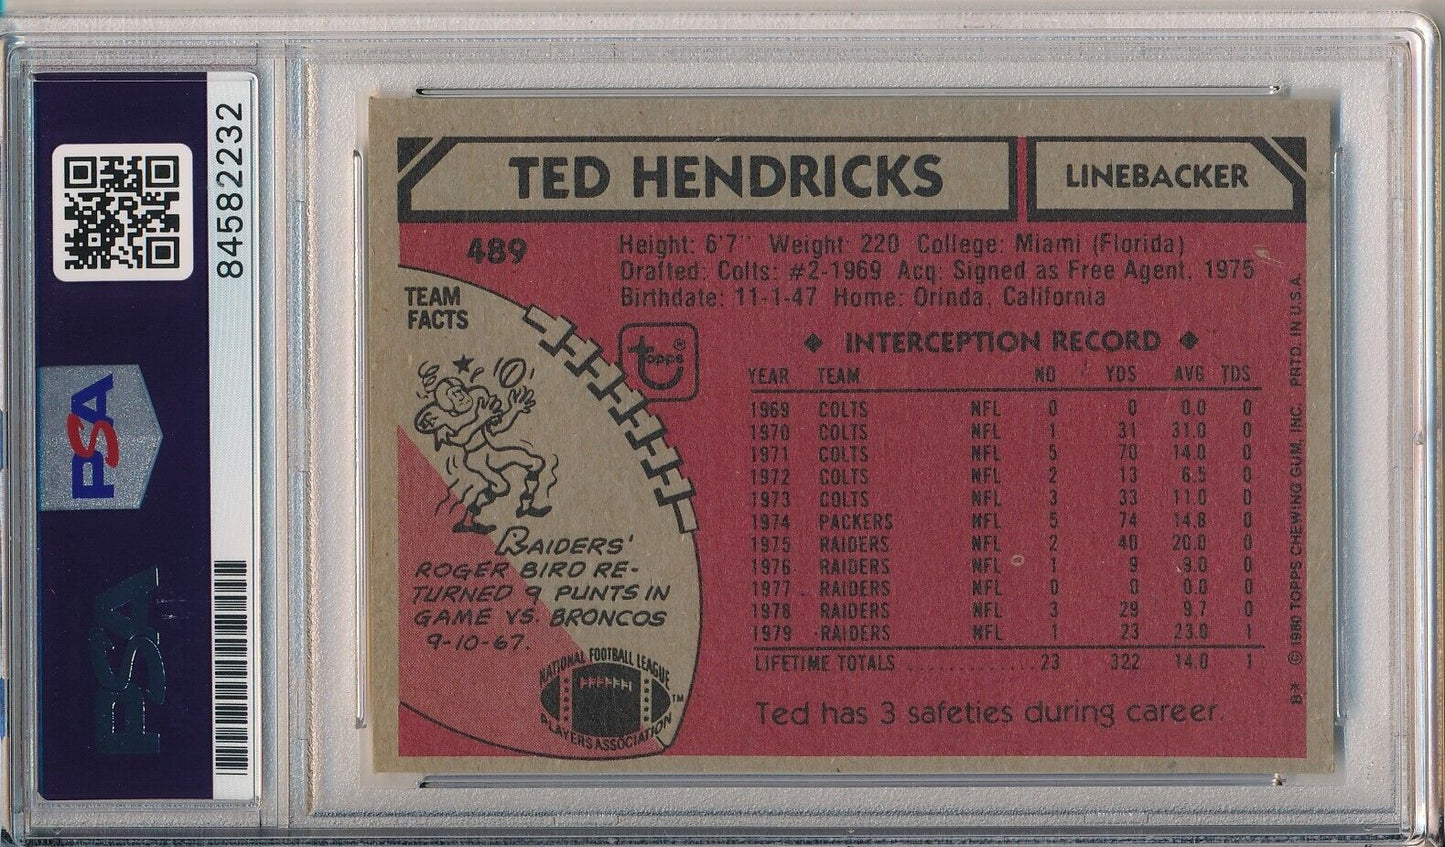 84582232
PSA
PSA
TED HENDRICKS
LINEBACKER
489
Height: 6'7" Weight: 220 College: Miami (Florida)
Drafted: Colts: #2-1969 Acq: Signed as Free Agent, 1975
Birthdate: 11-1-47 Home: Orinda, California
TEAM
FACTS
RAIDERS'
ROGER BIRD RE-
TURNED 9 PUNTS IN
GAME VS. BRONCOS
9-10-67.
NATIONAL FOOTBALL LEAGUE
PLAYERS ASSOCIATION™
topps®
◆ INTERCEPTION RECORD ◆
YEAR TEAM NO YDS AVG TDS
1969 COLTS NFL 0 0 0.0 0
1970 COLTS NFL 1 31 31.0 0
1971 COLTS NFL 5 70 14.0 0
1972 COLTS NFL 2 13 6.5 0
1973 COLTS NFL 3 33 11.0 0
1974 PACKERS NFL 5 74 14.8 0
1975 RAIDERS NFL 2 40 20.0 0
1976 RAIDERS NFL 1 9 9.0 0
1977 RAIDERS NFL 0 0 0.0 0
1978 RAIDERS NFL 3 29 9.7 0
1979 RAIDERS NFL 1 23 23.0 1
LIFETIME TOTALS ............23 322 14.0 1
Ted has 3 safeties during career.
B* © 1980 TOPPS CHEWING GUM, INC. PRTD. IN U.S.A.